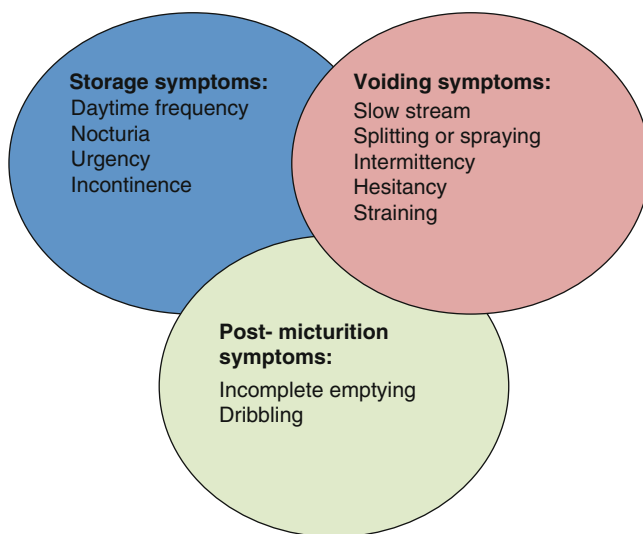 Storage symptoms:
Daytime frequency
Nocturia
Urgency
Incontinence
Voiding symptoms:
Slow stream
Splitting or spraying
Intermittency
Hesitancy
Straining
Post- micturition
symptoms:
Incomplete emptying
Dribbling